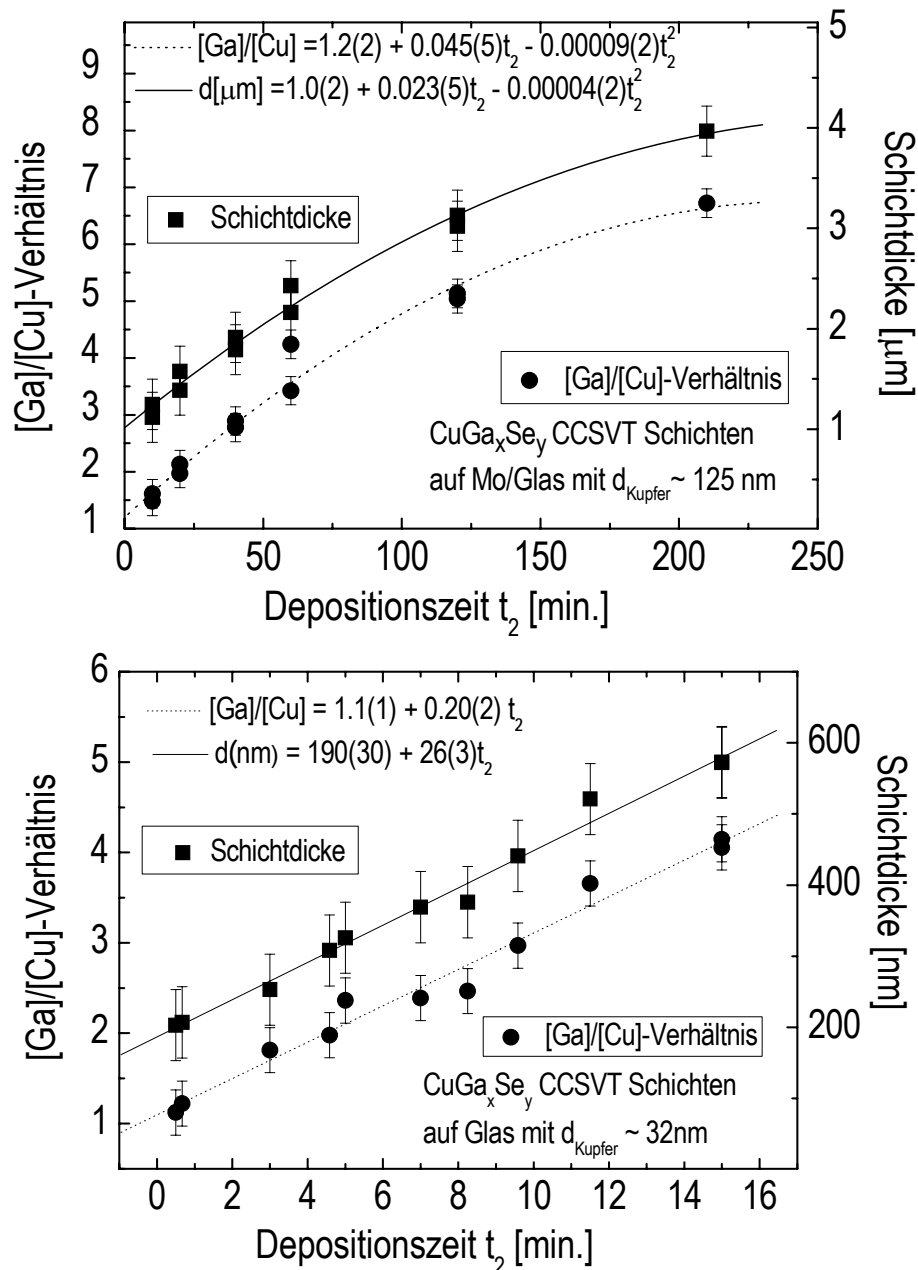 [Ga]/[Cu] =1.2(2) + 0.045(5)t₂ - 0.00009(2)t₂²
d[μm] =1.0(2) + 0.023(5)t₂ - 0.00004(2)t₂²
9
8
7
6
5
4
3
2
1
[Ga]/[Cu]-Verhältnis
5
4
3
2
1
Schichtdicke [μm]
Schichtdicke
[Ga]/[Cu]-Verhältnis
CuGaₓSeᵧ CCSVT Schichten
auf Mo/Glas mit d_Kupfer ~ 125 nm
0 50 100 150 200 250
Depositionszeit t₂ [min.]
[Ga]/[Cu] = 1.1(1) + 0.20(2) t₂
d(nm) = 190(30) + 26(3)t₂
6
5
4
3
2
1
[Ga]/[Cu]-Verhältnis
600
400
200
Schichtdicke [nm]
Schichtdicke
[Ga]/[Cu]-Verhältnis
CuGaₓSeᵧ CCSVT Schichten
auf Glas mit d_Kupfer ~ 32nm
0 2 4 6 8 10 12 14 16
Depositionszeit t₂ [min.]